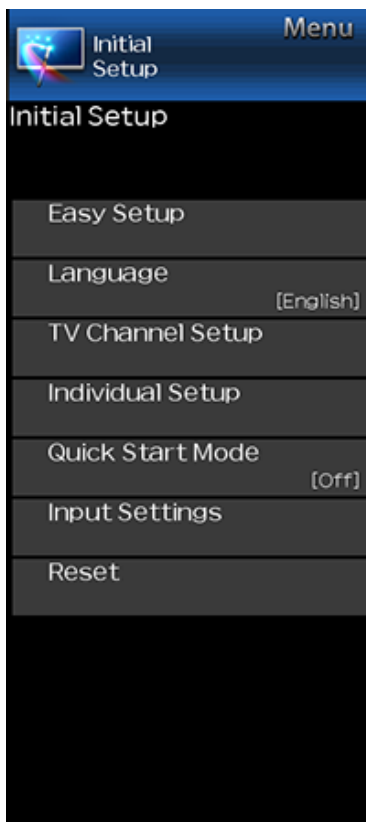 Menu
Initial
Setup
Initial Setup
Easy Setup
Language
[English]
TV Channel Setup
Individual Setup
Quick Start Mode
[Off]
Input Settings
Reset